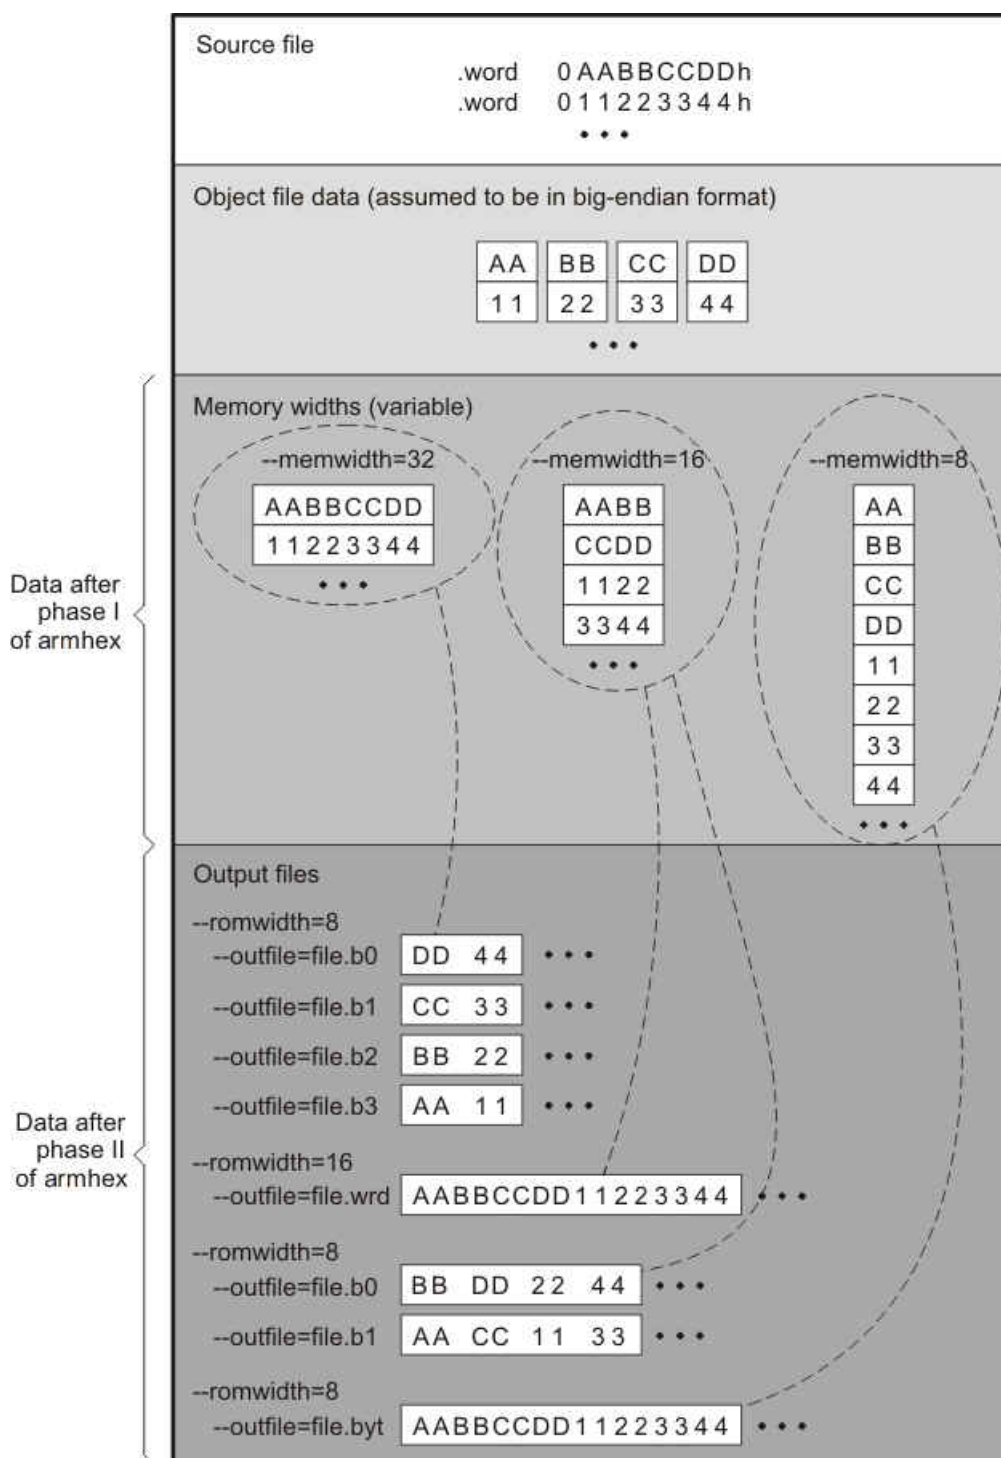 Source file
.word 0AABBCCDDh
.word 011223344h
• • •
Object file data (assumed to be in big-endian format)
AA BB CC DD
11 22 33 44
• • •
Memory widths (variable)
--memwidth=32 --memwidth=16 --memwidth=8
AABBCCDD AABB AA
11223344 CCDD BB
• • • 1122 CC
3344 DD
• • • 11
22
33
44
• • •
Data after
phase I
of armhex
Output files
--romwidth=8
--outfile=file.b0 DD 44 • • •
--outfile=file.b1 CC 33 • • •
--outfile=file.b2 BB 22 • • •
--outfile=file.b3 AA 11 • • •
--romwidth=16
--outfile=file.wrd AABBCCDD11223344 • • •
--romwidth=8
--outfile=file.b0 BB DD 22 44 • • •
--outfile=file.b1 AA CC 11 33 • • •
--romwidth=8
--outfile=file.byt AABBCCDD11223344 • • •
Data after
phase II
of armhex